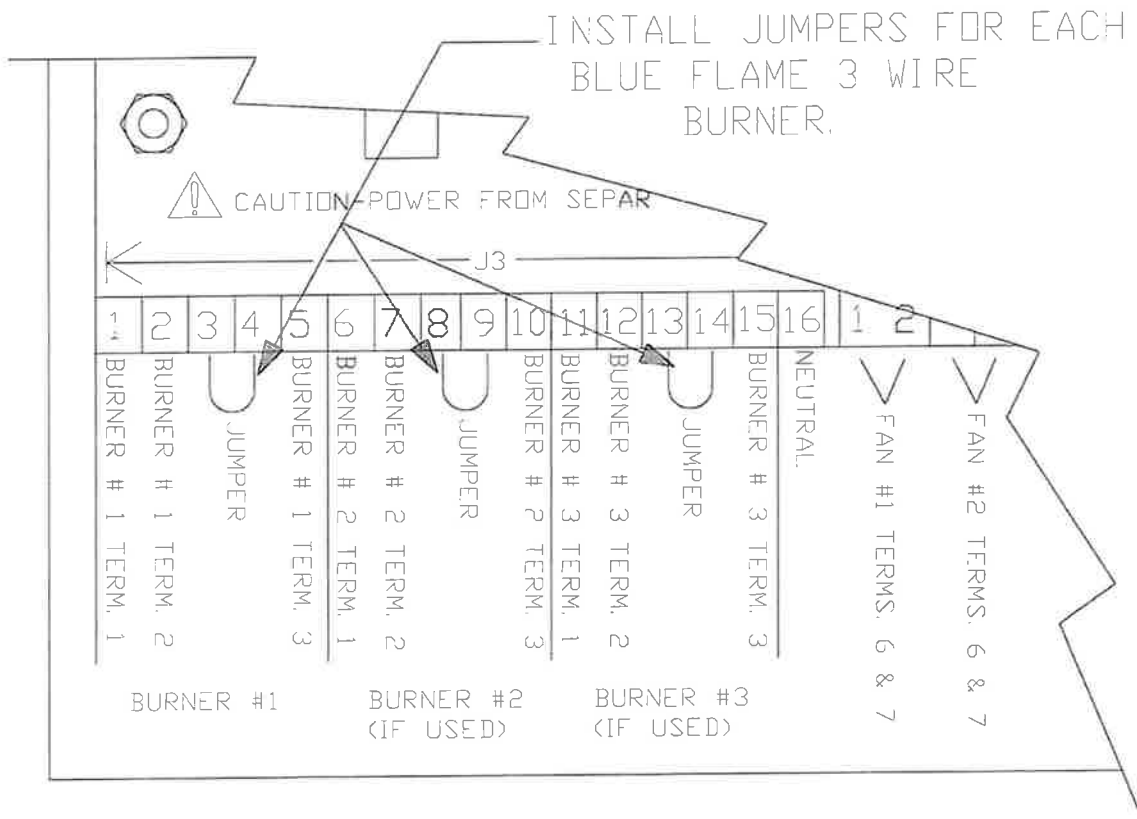 INSTALL JUMPERS FOR EACH
BLUE FLAME 3 WIRE
BURNER.
CAUTION-POWER FROM SEPAR
J3
1 2 3 4 5 6 7 8 9 10 11 12 13 14 15 16 1 2
BURNER # 1 TERM. 1
BURNER # 1 TERM. 2
JUMPER
BURNER # 1 TERM. 3
BURNER # 2 TERM. 1
BURNER # 2 TERM. 2
JUMPER
BURNER # 2 TERM. 3
BURNER # 3 TERM. 1
BURNER # 3 TERM. 2
JUMPER
BURNER # 3 TERM. 3
NEUTRAL.
FAN #1 TERMS. 6 & 7
FAN #2 TERMS. 6 & 7
BURNER #1
BURNER #2
(IF USED)
BURNER #3
(IF USED)